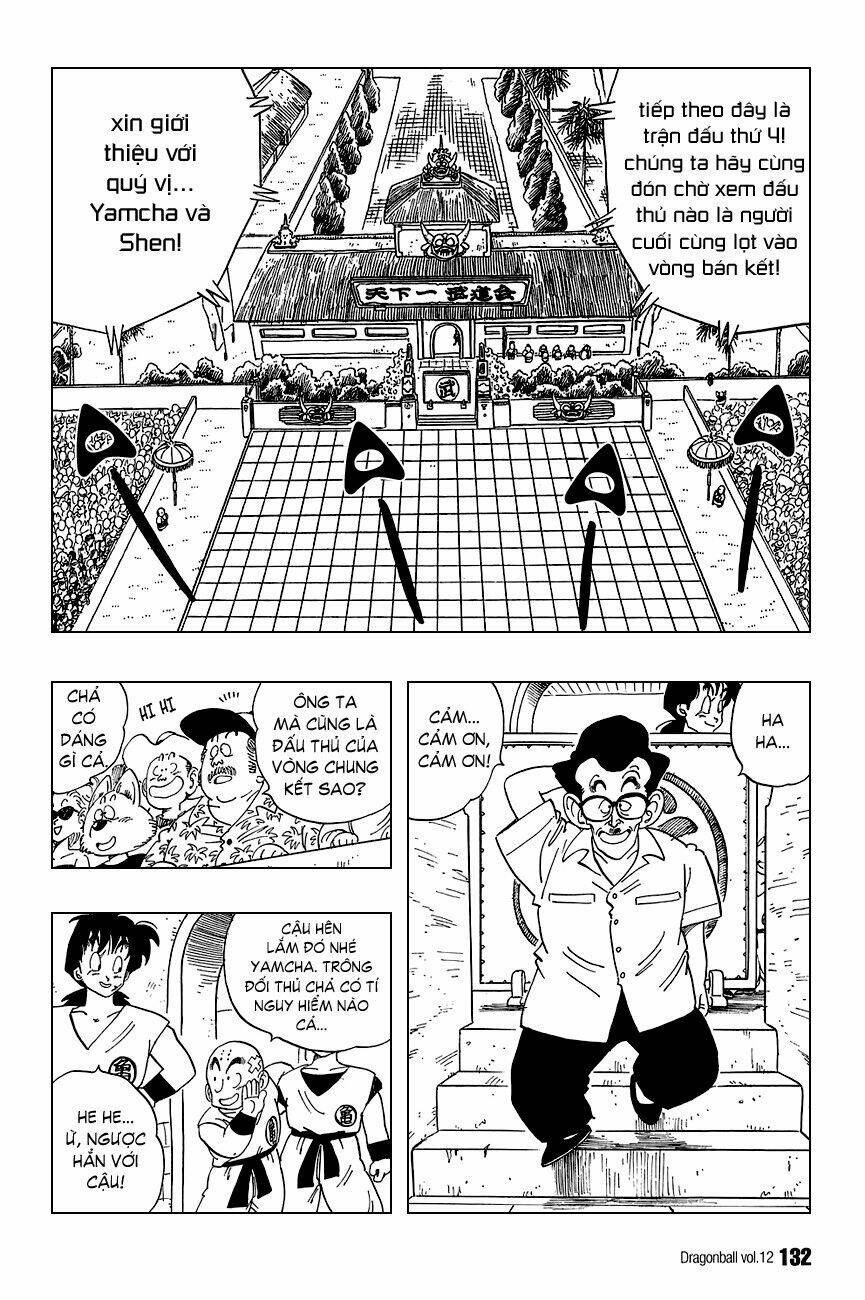 tiếp theo đây là
trận đấu thứ 4!
chúng ta hãy cùng
đón chờ xem đấu
thủ nào là người
cuối cùng lọt vào
vòng bán kết!
xin giới
thiệu với
quý vị...
Yamcha và
Shen!
天下一武道会
武
ÔNG TA
MÀ CŨNG LÀ
ĐẤU THỦ CỦA
VÒNG CHUNG
KẾT SAO?
HI HI
CHẢ
CÓ
DÁNG
GÌ CẢ.
HA
HA...
CẢM...
CẢM ƠN,
CẢM ƠN!
CẬU HÊN
LẮM ĐÓ NHÉ
YAMCHA. TRÔNG
ĐỐI THỦ CHẢ CÓ TÍ
NGUY HIỂM NÀO
CẢ...
HE HE...
Ừ, NGƯỢC
HẲN VỚI
CẬU!
亀
亀
亀
Dragonball vol.12 132